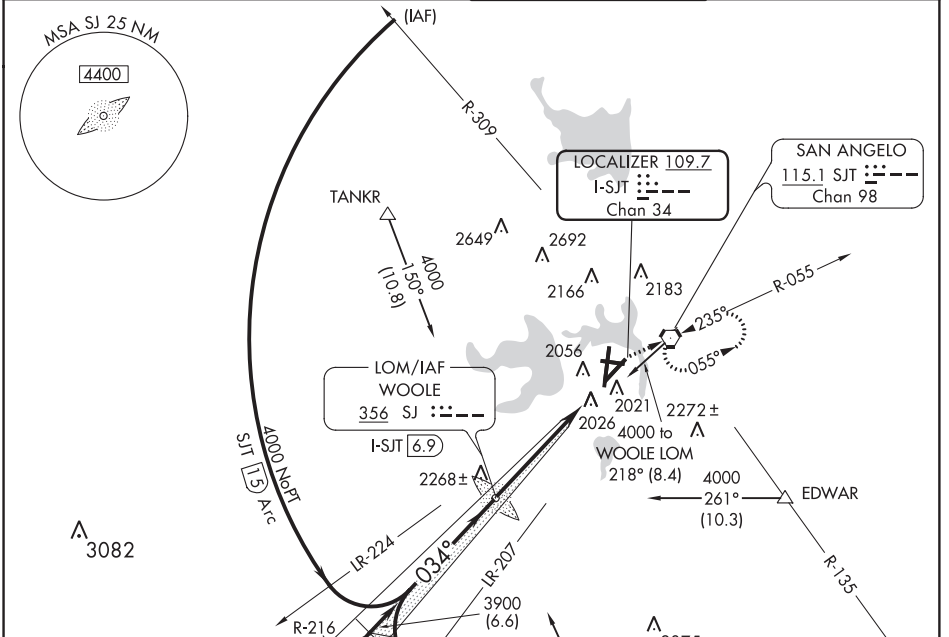 MSA SJ 25 NM
4400
(IAF)
R-309
LOCALIZER 109.7
I-SJT
Chan 34
SAN ANGELO
115.1 SJT
Chan 98
TANKR
4000
150°
(10.8)
2649
2692
2166
2183
R-055
235°
055°
2056
LOM/IAF
WOOLE
356 SJ
I-SJT 6.9
2021
2026
2272 ±
4000 to
WOOLE LOM
218° (8.4)
4000
261°
(10.3)
EDWAR
2268 ±
4000 NoPT
SJT 15 Arc
3082
LR-224
034°
LR-207
R-135
R-216
3900
(6.6)